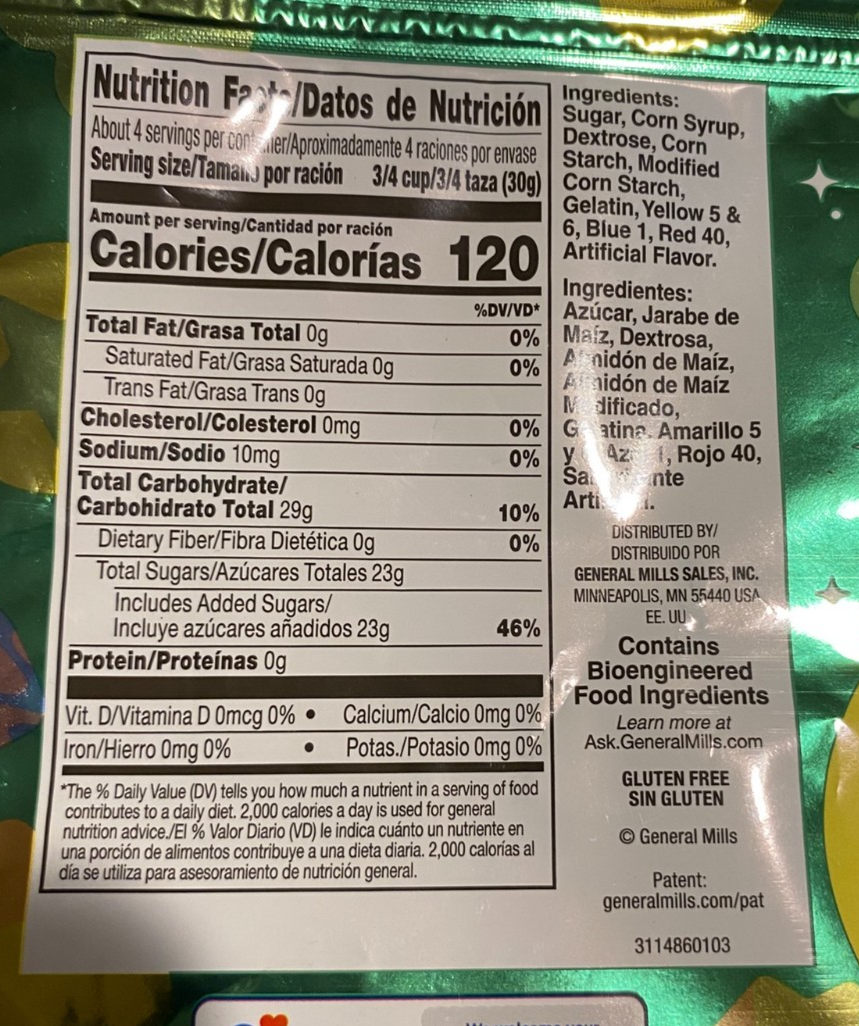 Nutrition /Datos de Nutrición
About 4 servings per /Aproximadamente 4 raciones por envase
Serving size/Tamaño por ración 3/4 cup/3/4 taza (30g)
Amount per serving/Cantidad por ración
Calories/Calorías 120
%DV/VD*
Total Fat/Grasa Total 0g 0%
Saturated Fat/Grasa Saturada 0g 0%
Trans Fat/Grasa Trans 0g
Cholesterol/Colesterol 0mg 0%
Sodium/Sodio 10mg 0%
Total Carbohydrate/
Carbohidrato Total 29g 10%
Dietary Fiber/Fibra Dietética 0g 0%
Total Sugars/Azúcares Totales 23g
Includes Added Sugars/
Incluye azúcares añadidos 23g 46%
Protein/Proteínas 0g
Vit. D/Vitamina D 0mcg 0% • Calcium/Calcio 0mg 0%
Iron/Hierro 0mg 0% • Potas./Potasio 0mg 0%
*The % Daily Value (DV) tells you how much a nutrient in a serving of food
contributes to a daily diet. 2,000 calories a day is used for general
nutrition advice./El % Valor Diario (VD) le indica cuánto un nutriente en
una porción de alimentos contribuye a una dieta diaria. 2,000 calorías al
día se utiliza para asesoramiento de nutrición general.
Ingredients:
Sugar, Corn Syrup,
Dextrose, Corn
Starch, Modified
Corn Starch,
Gelatin, Yellow 5 &
6, Blue 1, Red 40,
Artificial Flavor.
Ingredientes:
Azúcar, Jarabe de
Maíz, Dextrosa,
Almidón de Maíz,
Almidón de Maíz
Amarillo 5
y Rojo 40,
DISTRIBUTED BY/
DISTRIBUIDO POR
GENERAL MILLS SALES, INC.
MINNEAPOLIS, MN 55440 USA
EE. UU
Contains
Bioengineered
Food Ingredients
Learn more at
Ask.GeneralMills.com
GLUTEN FREE
SIN GLUTEN
© General Mills
Patent:
generalmills.com/pat
3114860103